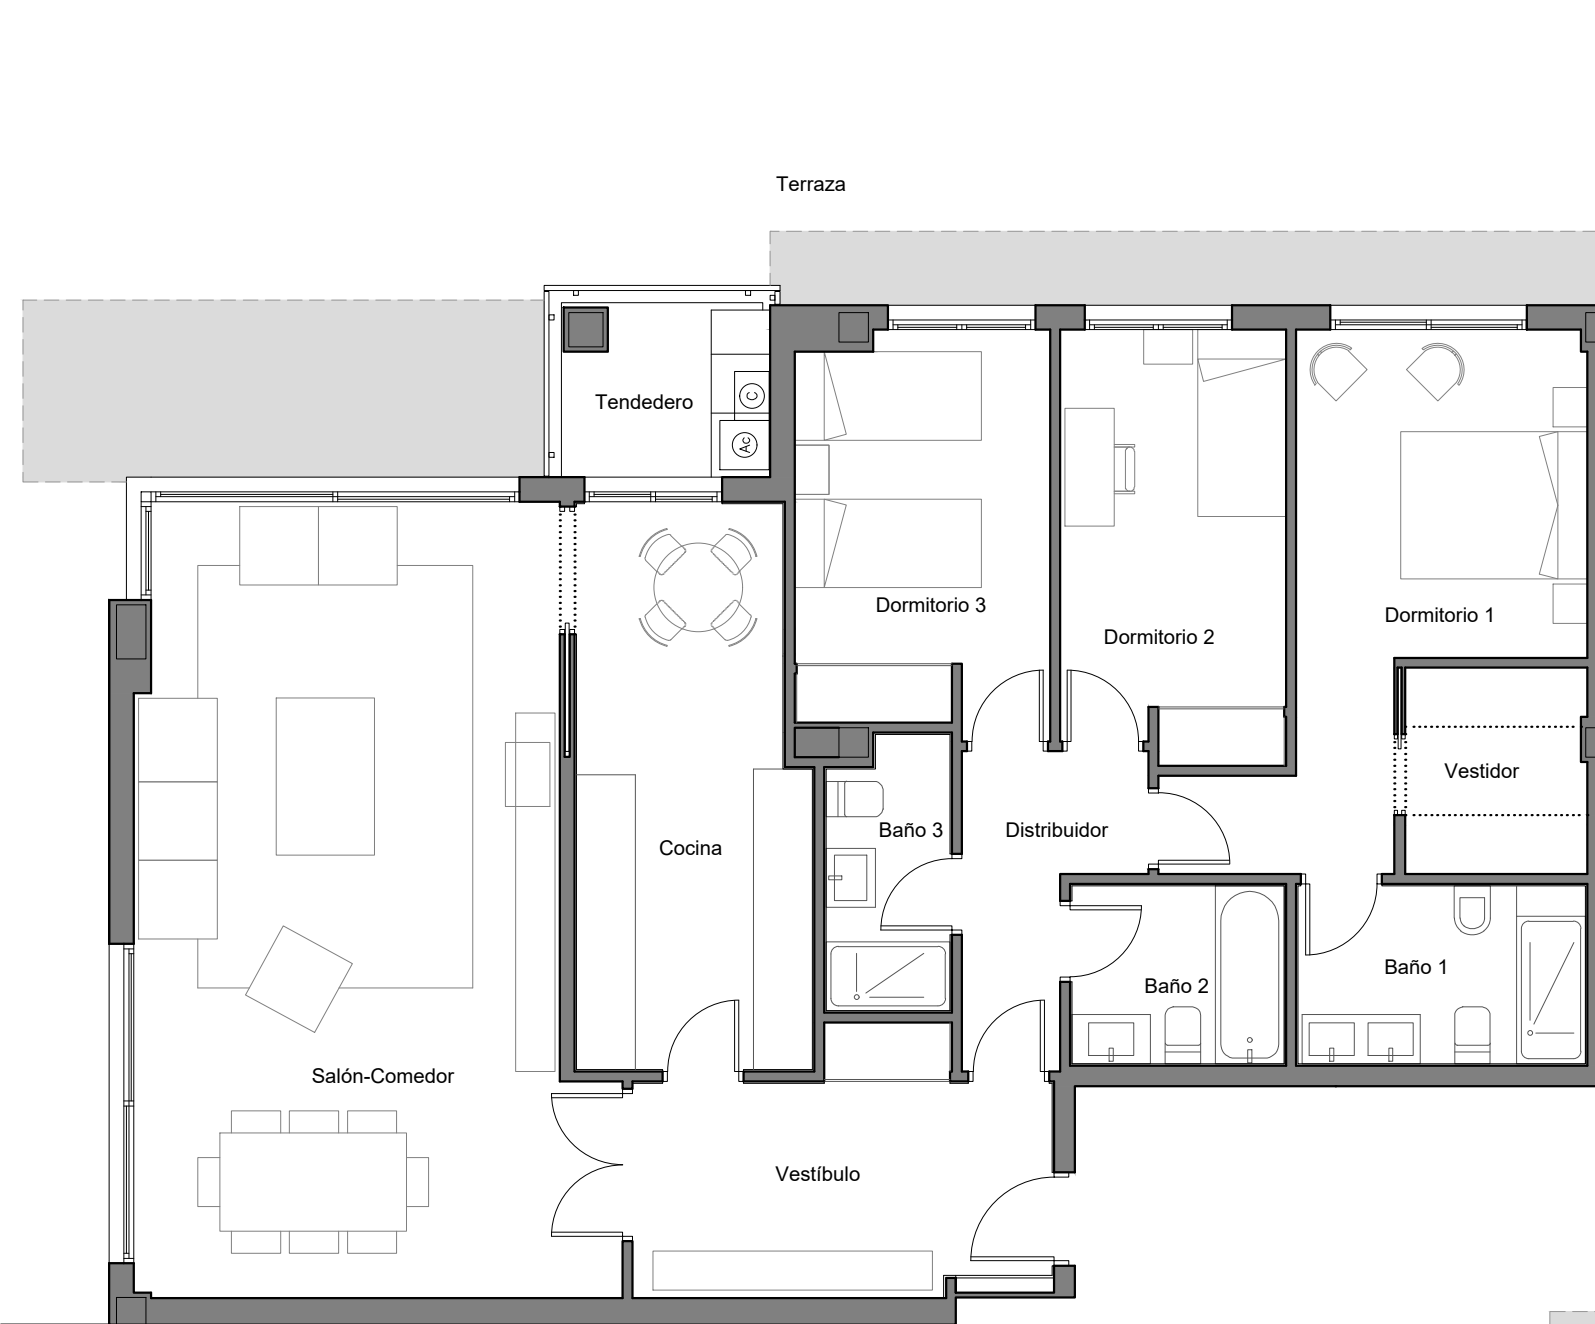 Terraza
Tendedero
C
Ac
Dormitorio 3
Dormitorio 2
Dormitorio 1
Vestidor
Cocina
Baño 3
Distribuidor
Baño 2
Baño 1
Salón-Comedor
Vestíbulo